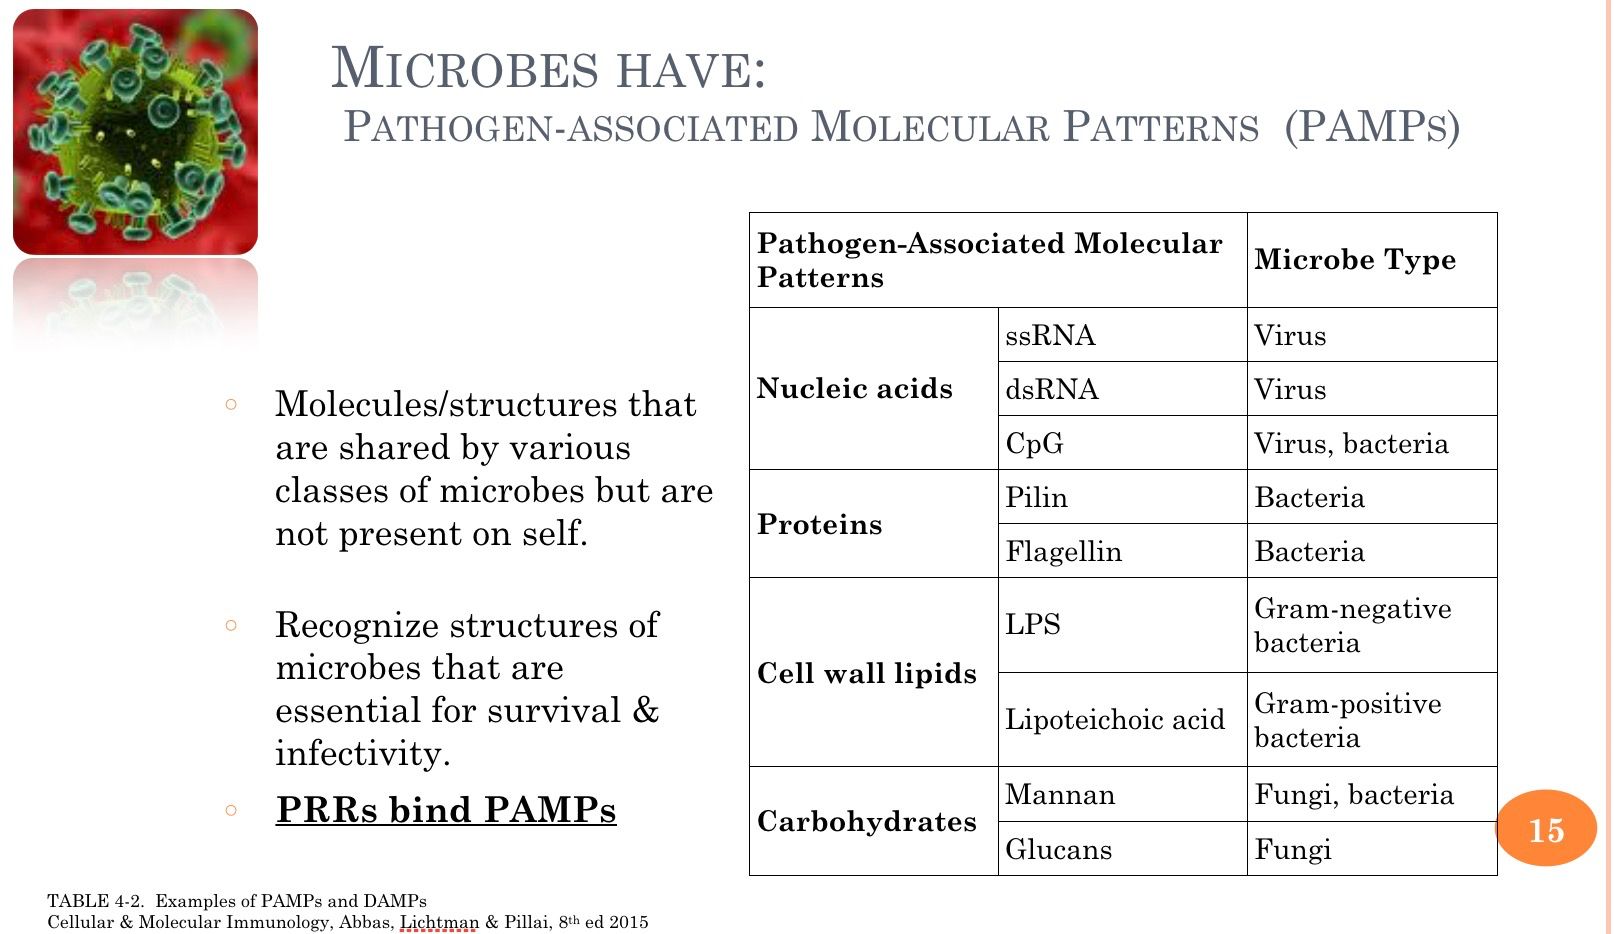 MICROBES HAVE:
PATHOGEN-ASSOCIATED MOLECULAR PATTERNS (PAMPS)
Molecules/structures that
are shared by various
classes of microbes but are
not present on self.
Recognize structures of
microbes that are
essential for survival &
infectivity.
PRRs bind PAMPs
Pathogen-Associated Molecular
Patterns
Microbe Type
Nucleic acids
ssRNA
Virus
dsRNA
Virus
CpG
Virus, bacteria
Proteins
Pilin
Bacteria
Flagellin
Bacteria
Cell wall lipids
LPS
Gram-negative
bacteria
Lipoteichoic acid
Gram-positive
bacteria
Carbohydrates
Mannan
Fungi, bacteria
Glucans
Fungi
15
TABLE 4-2. Examples of PAMPs and DAMPs
Cellular & Molecular Immunology, Abbas, Lichtman & Pillai, 8th ed 2015